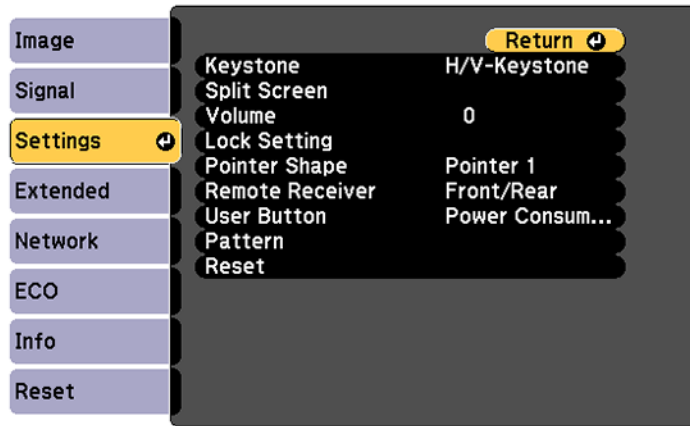 Image
Signal
Settings
Extended
Network
ECO
Info
Reset
Return
Keystone H/V-Keystone
Split Screen
Volume 0
Lock Setting
Pointer Shape Pointer 1
Remote Receiver Front/Rear
User Button Power Consum...
Pattern
Reset